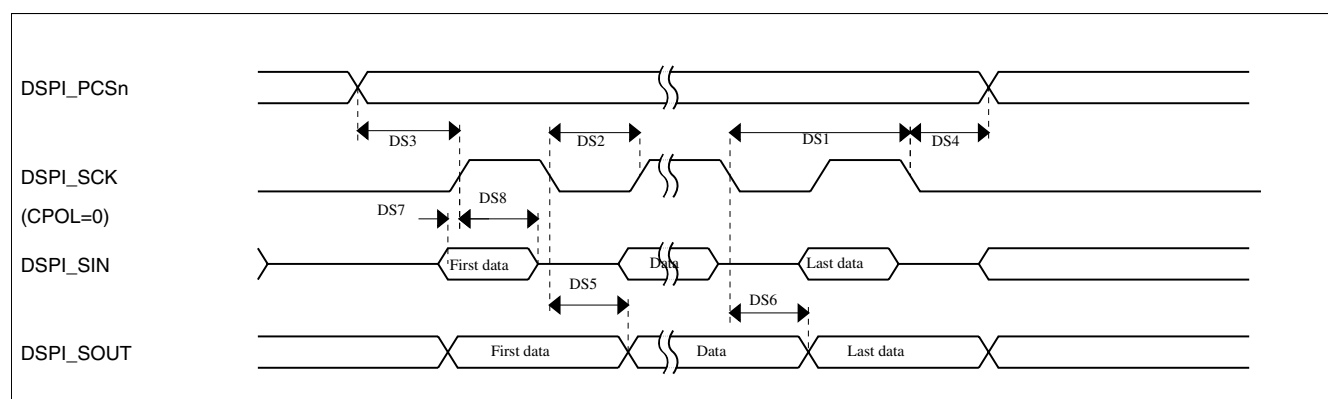 DSPI_PCSn
DS3
DS2
DS1
DS4
DSPI_SCK
(CPOL=0)
DS7
DS8
DSPI_SIN
First data
Data
Last data
DS5
DS6
DSPI_SOUT
First data
Data
Last data